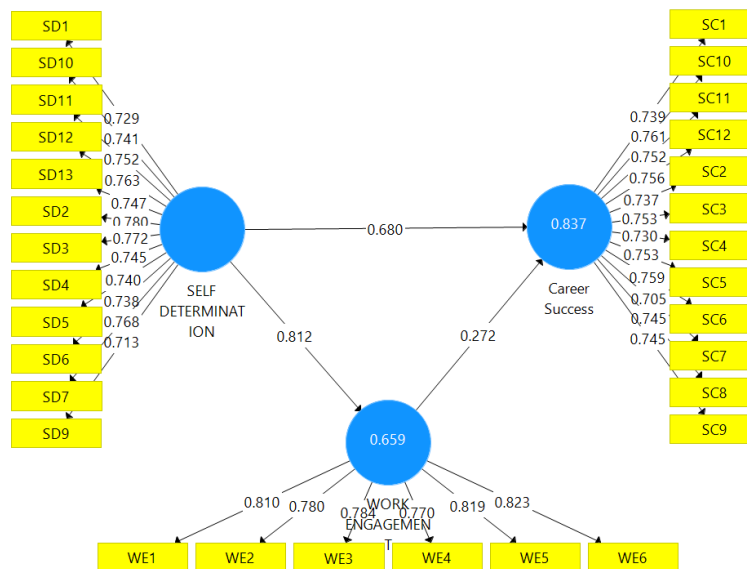 SD1
SD10
SD11
SD12
SD13
SD2
SD3
SD4
SD5
SD6
SD7
SD9
0.729
0.741
0.752
0.763
0.747
0.780
0.772
0.745
0.740
0.738
0.768
0.713
SELF
DETERMINAT
ION
0.680
0.812
0.272
0.837
Career
Success
0.739
0.761
0.752
0.756
0.737
0.753
0.730
0.753
0.759
0.705
0.745
0.745
SC1
SC10
SC11
SC12
SC2
SC3
SC4
SC5
SC6
SC7
SC8
SC9
0.659
WORK
ENGAGEMEN
T
0.810
0.780
0.784
0.770
0.819
0.823
WE1
WE2
WE3
WE4
WE5
WE6